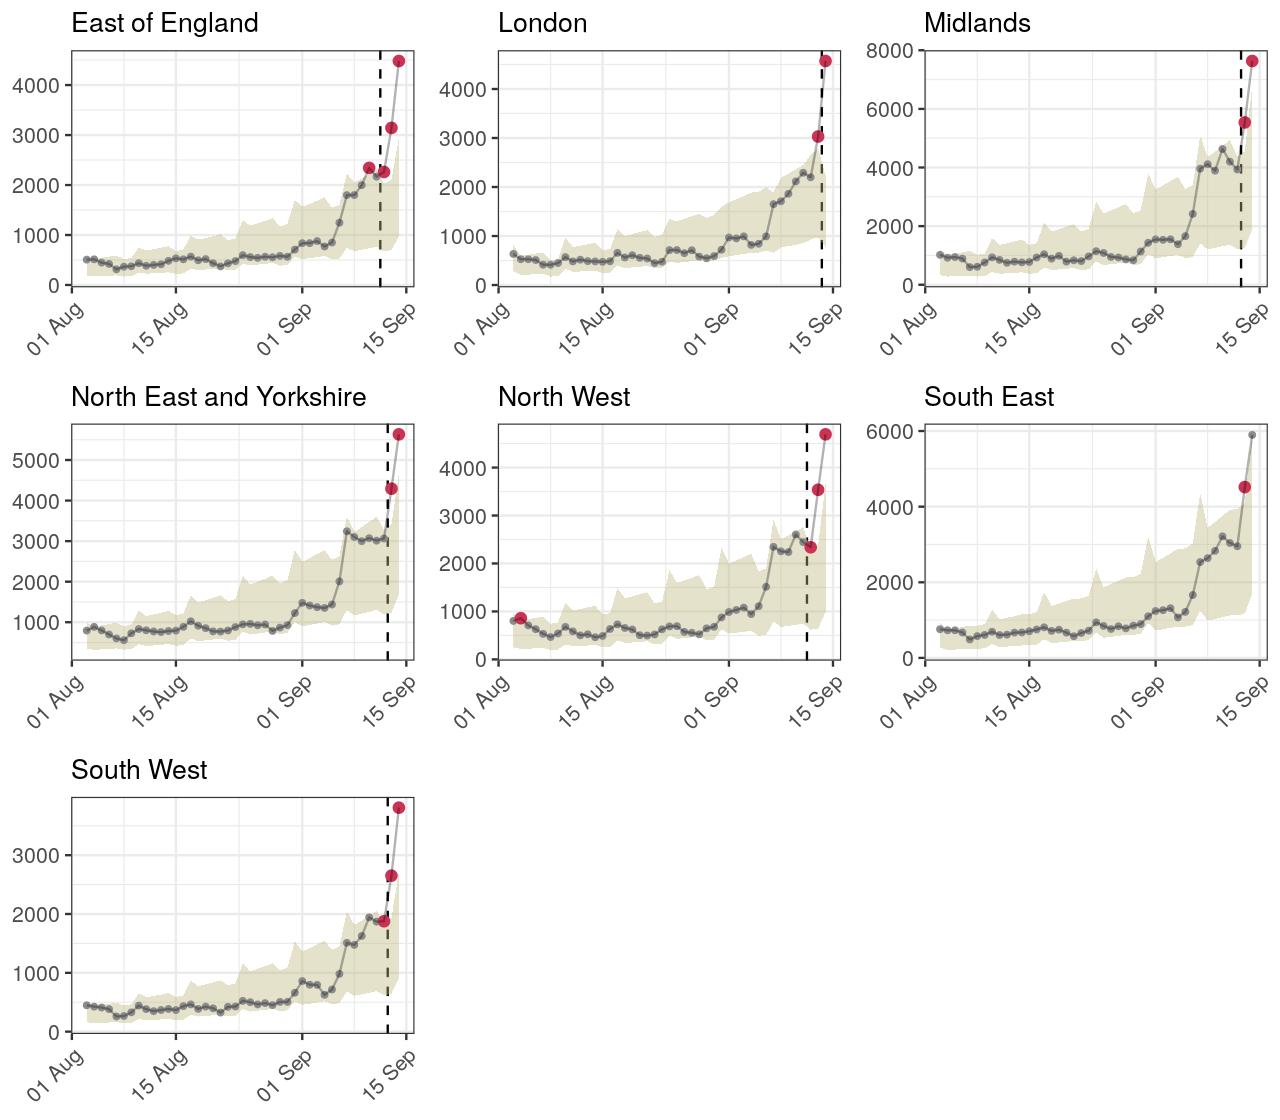 East of England
4000
3000
2000
1000
0
01 Aug
15 Aug
01 Sep
15 Sep
London
4000
3000
2000
1000
0
01 Aug
15 Aug
01 Sep
15 Sep
Midlands
8000
6000
4000
2000
0
01 Aug
15 Aug
01 Sep
15 Sep
North East and Yorkshire
5000
4000
3000
2000
1000
01 Aug
15 Aug
01 Sep
15 Sep
North West
4000
3000
2000
1000
0
01 Aug
15 Aug
01 Sep
15 Sep
South East
6000
4000
2000
0
01 Aug
15 Aug
01 Sep
15 Sep
South West
3000
2000
1000
0
01 Aug
15 Aug
01 Sep
15 Sep